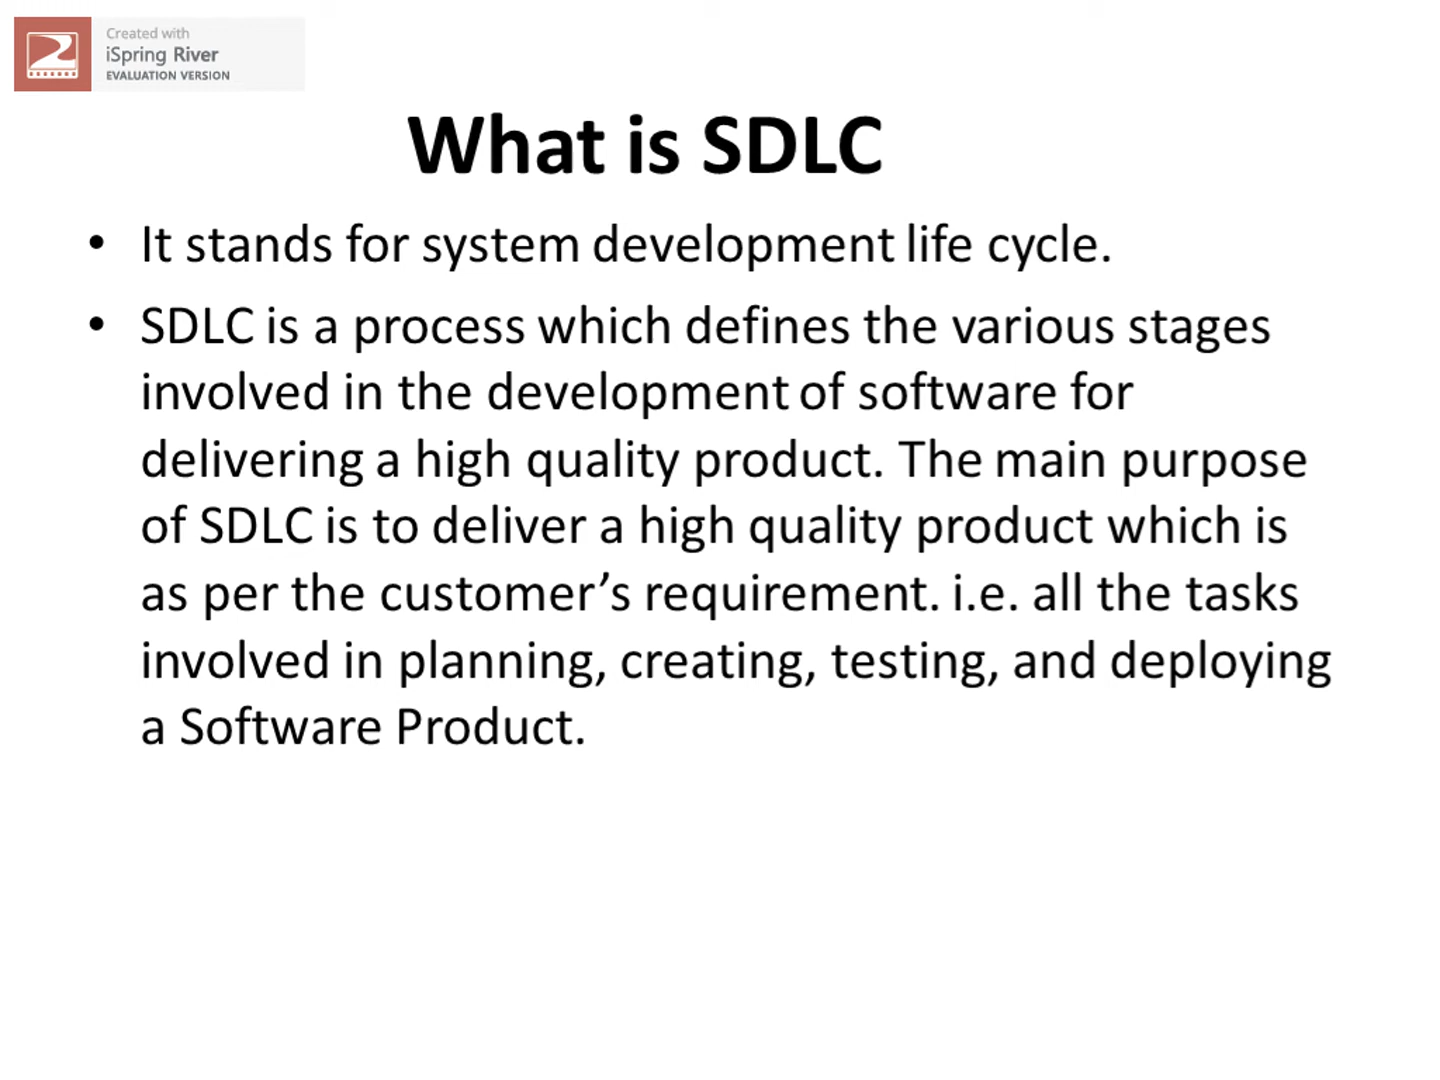 Created with
iSpring River
EVALUATION VERSION
What is SDLC
• It stands for system development life cycle.
• SDLC is a process which defines the various stages
involved in the development of software for
delivering a high quality product. The main purpose
of SDLC is to deliver a high quality product which is
as per the customer’s requirement. i.e. all the tasks
involved in planning, creating, testing, and deploying
a Software Product.